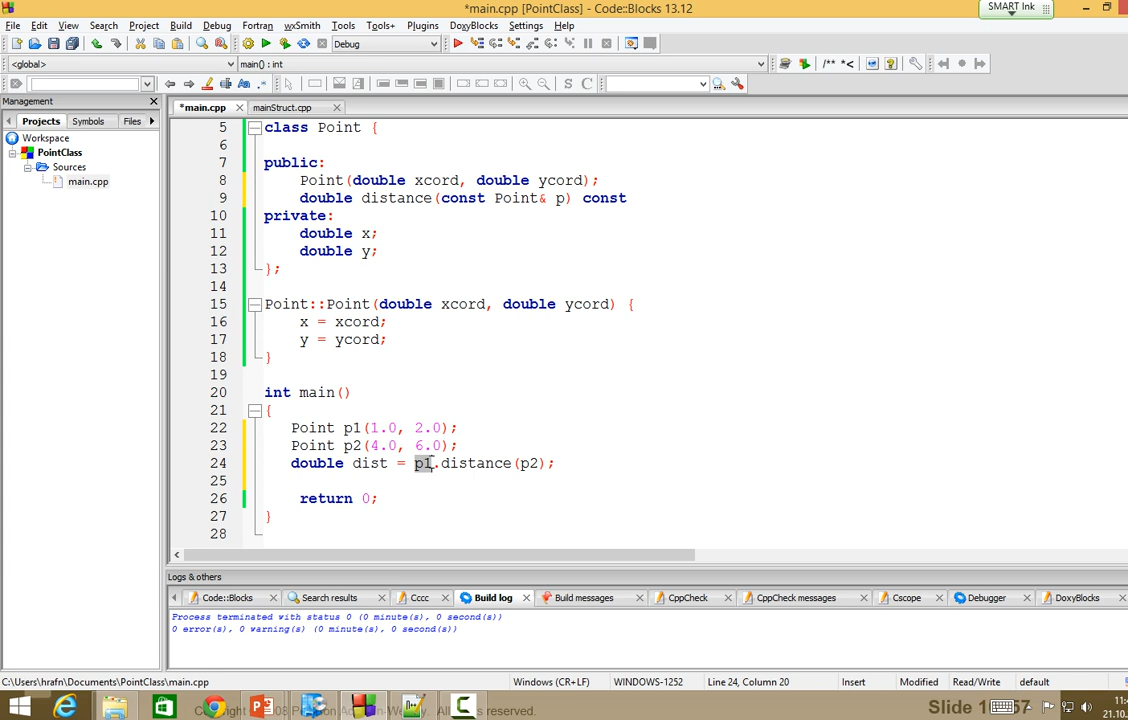 *main.cpp [PointClass] - Code::Blocks 13.12
SMART Ink
File Edit View Search Project Build Debug Fortran wxSmith Tools Tools+ Plugins DoxyBlocks Settings Help
Debug
<global> main() : int
/** *<
Aa .* S C
Management
Projects Symbols Files
*main.cpp mainStruct.cpp
Workspace
PointClass
Sources
main.cpp
5 class Point {
6
7 public:
8 Point(double xcord, double ycord);
9 double distance(const Point& p) const
10 private:
11 double x;
12 double y;
13 };
14
15 Point::Point(double xcord, double ycord) {
16 x = xcord;
17 y = ycord;
18 }
19
20 int main()
21 {
22 Point p1(1.0, 2.0);
23 Point p2(4.0, 6.0);
24 double dist = p1.distance(p2);
25
26 return 0;
27 }
28
Logs & others
Code::Blocks Search results Cccc Build log Build messages CppCheck CppCheck messages Cscope Debugger DoxyBlocks
Process terminated with status 0 (0 minute(s), 0 second(s))
0 error(s), 0 warning(s) (0 minute(s), 0 second(s))
C:\Users\hrafn\Documents\PointClass\main.cpp Windows (CR+LF) WINDOWS-1252 Line 24, Column 20 Insert Modified Read/Write default
21.10